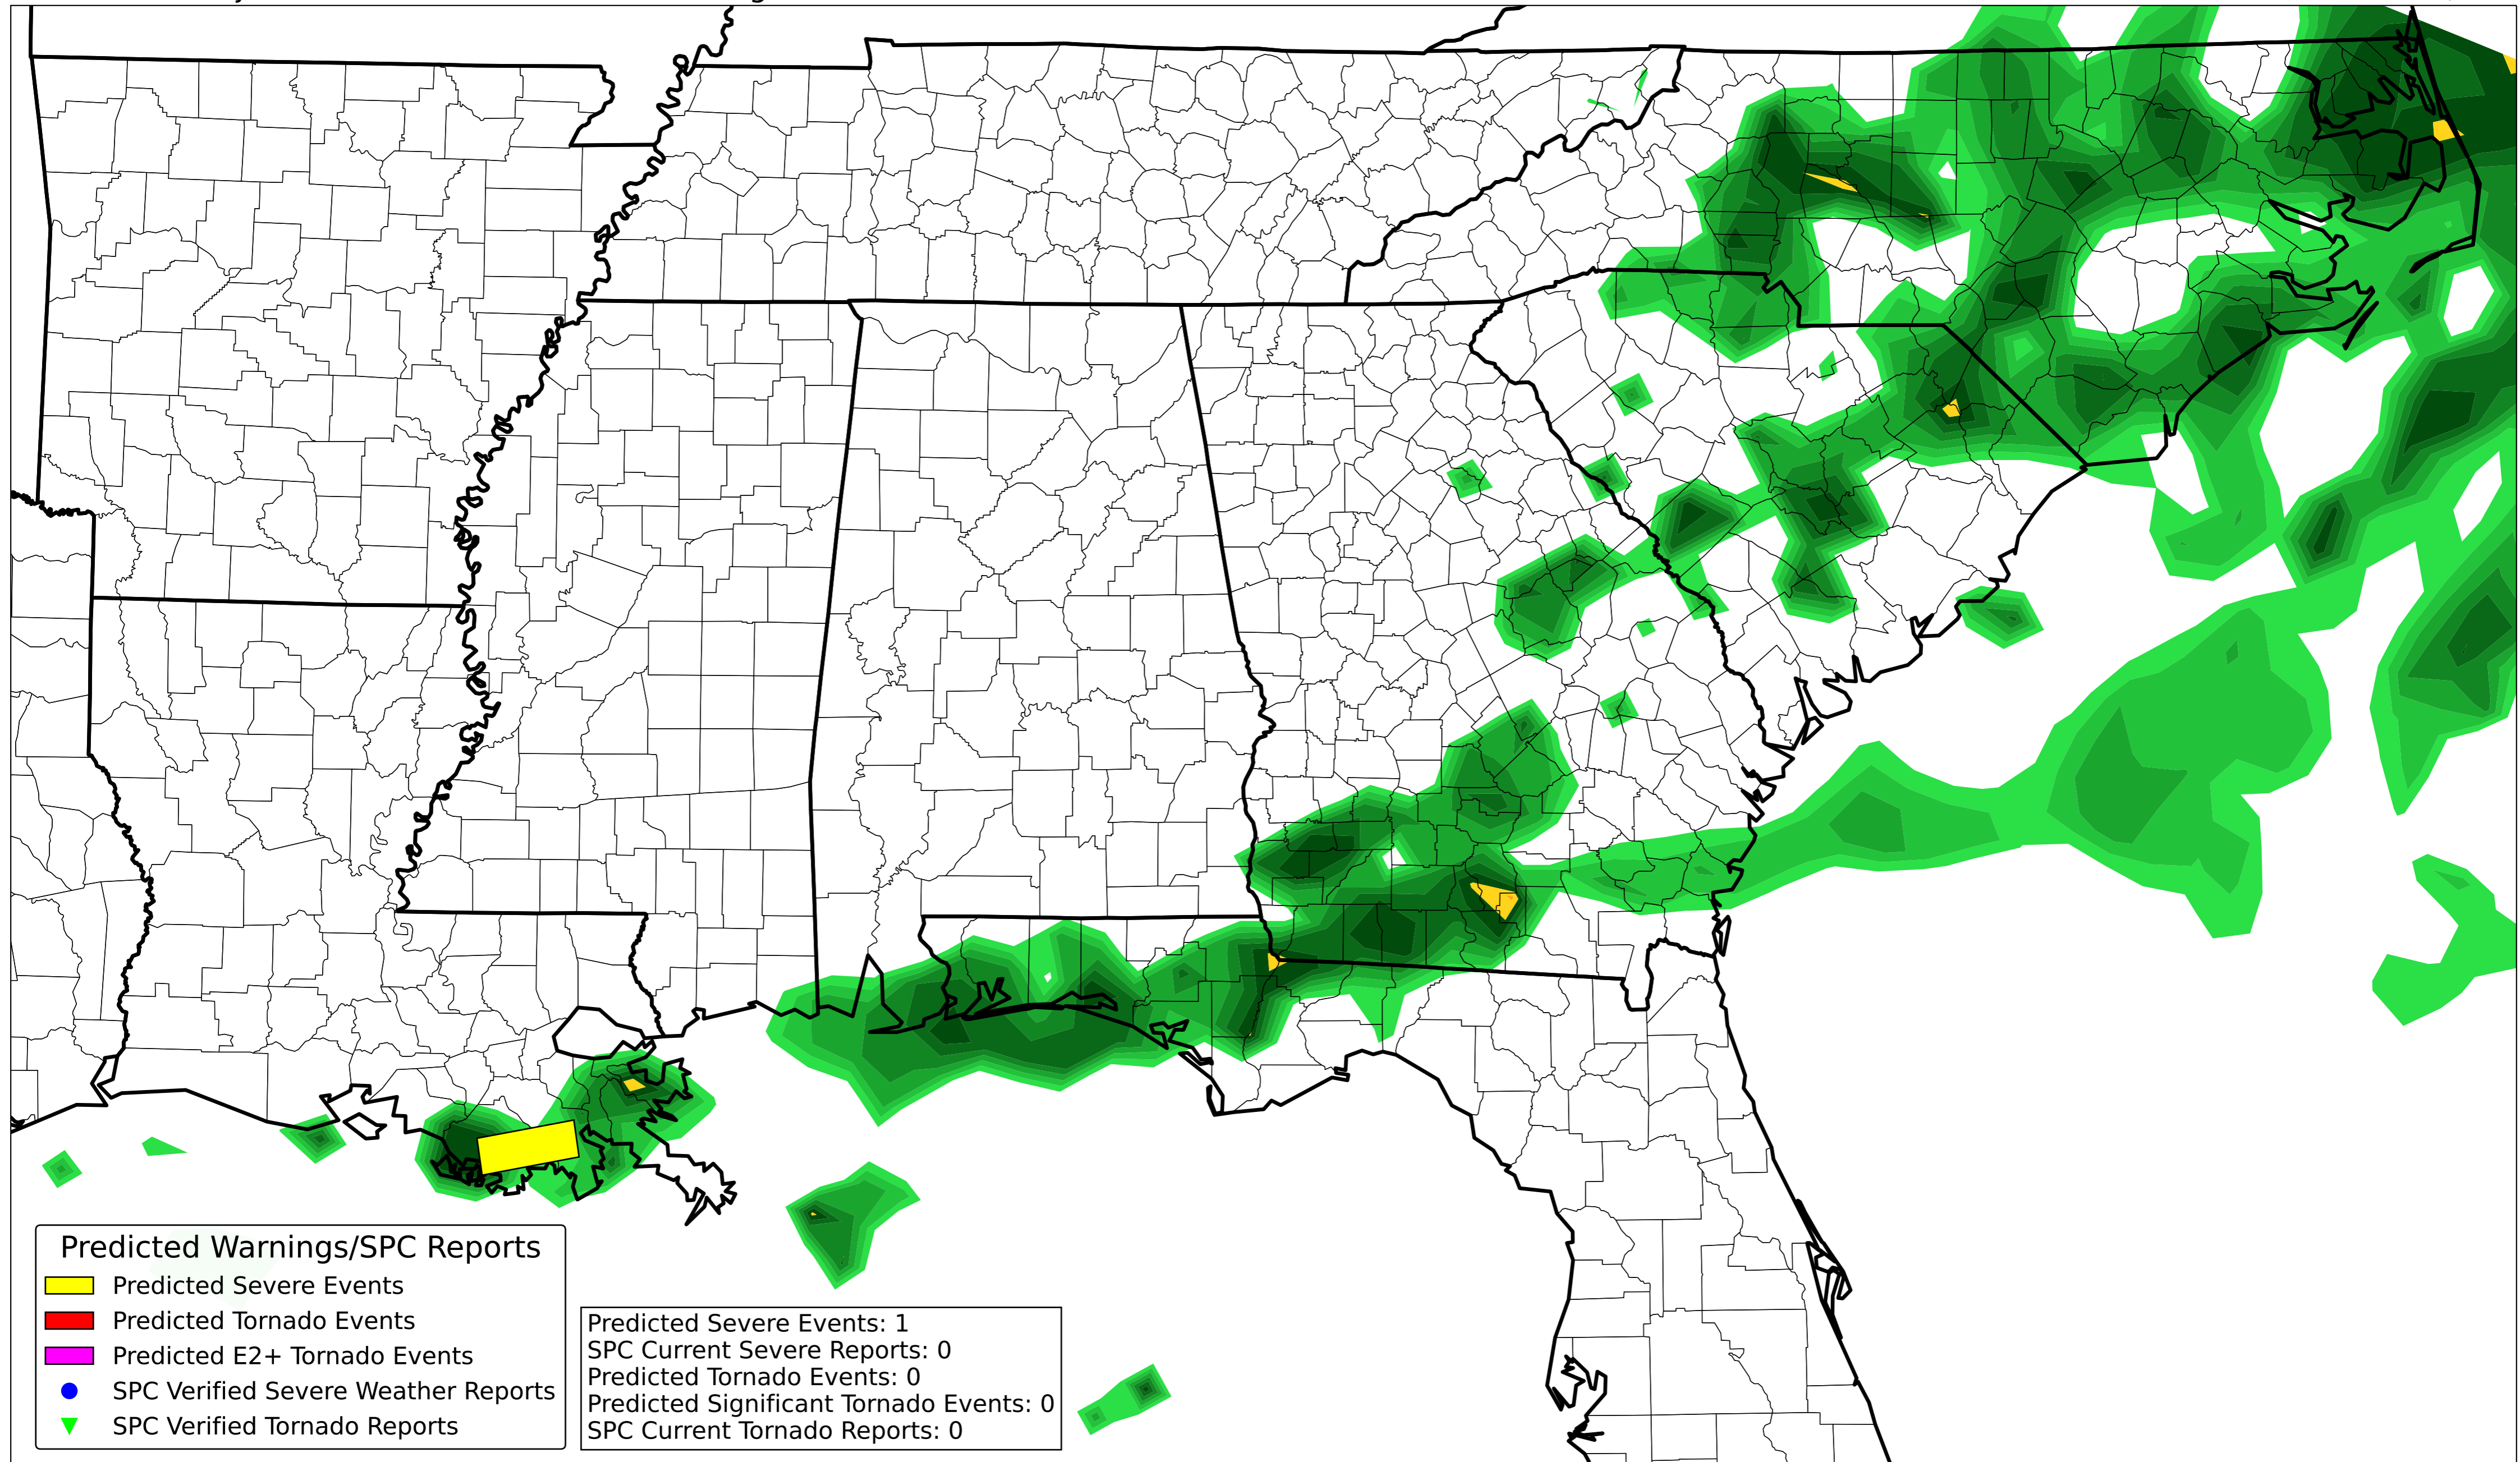 Predicted Warnings/SPC Reports
Predicted Severe Events
Predicted Tornado Events
Predicted E2+ Tornado Events
SPC Verified Severe Weather Reports
SPC Verified Tornado Reports
Predicted Severe Events: 1
SPC Current Severe Reports: 0
Predicted Tornado Events: 0
Predicted Significant Tornado Events: 0
SPC Current Tornado Reports: 0